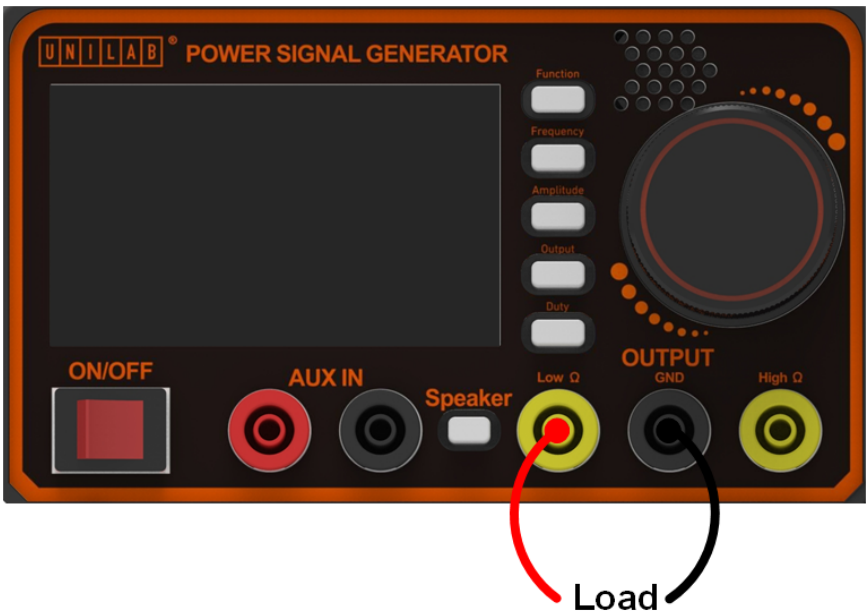 UNILAB® POWER SIGNAL GENERATOR
Function
Frequency
Amplitude
Output
Duty
ON/OFF
AUX IN
Speaker
OUTPUT
Low Ω
GND
High Ω
Load